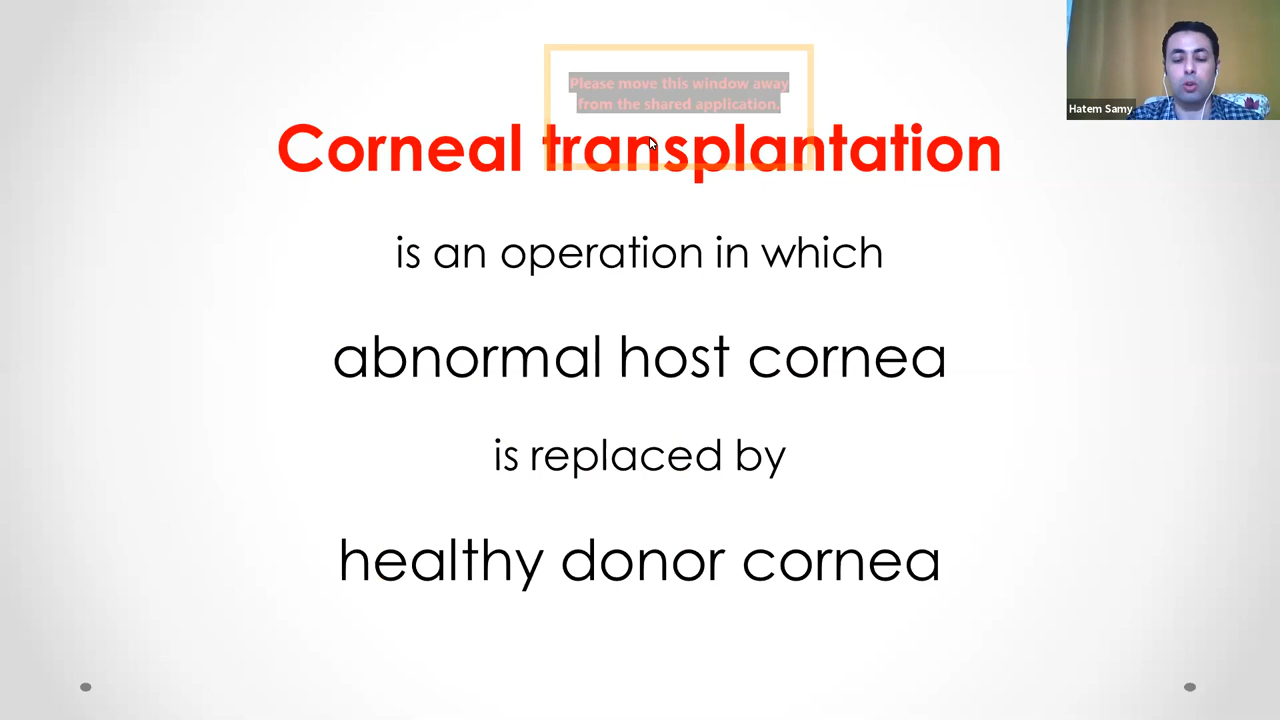 Please move this window away
from the shared application.
Hatem Samy
Corneal transplantation
is an operation in which
abnormal host cornea
is replaced by
healthy donor cornea